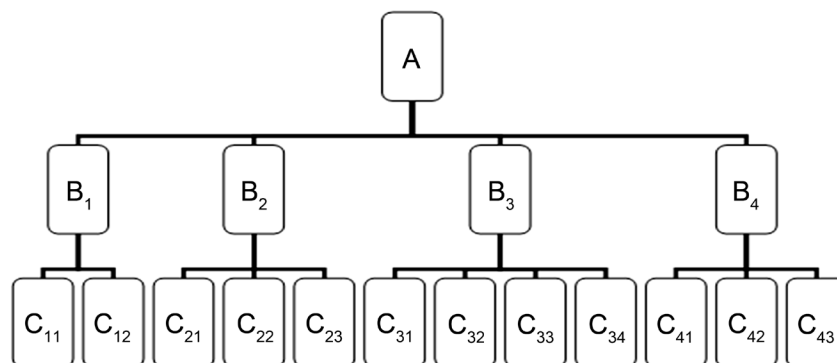 A
B₁ B₂ B₃ B₄
C₁₁ C₁₂ C₂₁ C₂₂ C₂₃ C₃₁ C₃₂ C₃₃ C₃₄ C₄₁ C₄₂ C₄₃